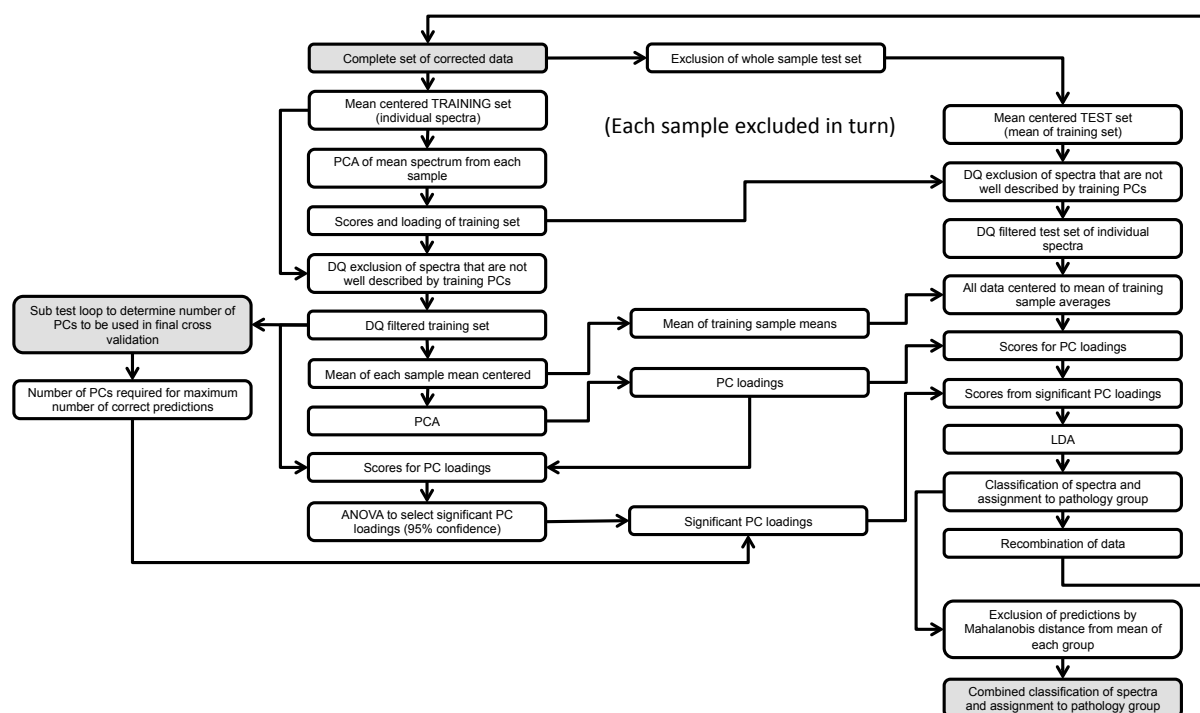 Complete set of corrected data
Exclusion of whole sample test set
Mean centered TRAINING set
(individual spectra)
(Each sample excluded in turn)
Mean centered TEST set
(mean of training set)
PCA of mean spectrum from each
sample
DQ exclusion of spectra that are not
well described by training PCs
Scores and loading of training set
DQ filtered test set of individual
spectra
DQ exclusion of spectra that are not
well described by training PCs
All data centered to mean of training
sample averages
Sub test loop to determine number of
PCs to be used in final cross
validation
DQ filtered training set
Mean of training sample means
Scores for PC loadings
Mean of each sample mean centered
PC loadings
Number of PCs required for maximum
number of correct predictions
Scores from significant PC loadings
PCA
LDA
Scores for PC loadings
Classification of spectra and
assignment to pathology group
ANOVA to select significant PC
loadings (95% confidence)
Significant PC loadings
Recombination of data
Exclusion of predictions by
Mahalanobis distance from mean of
each group
Combined classification of spectra
and assignment to pathology group